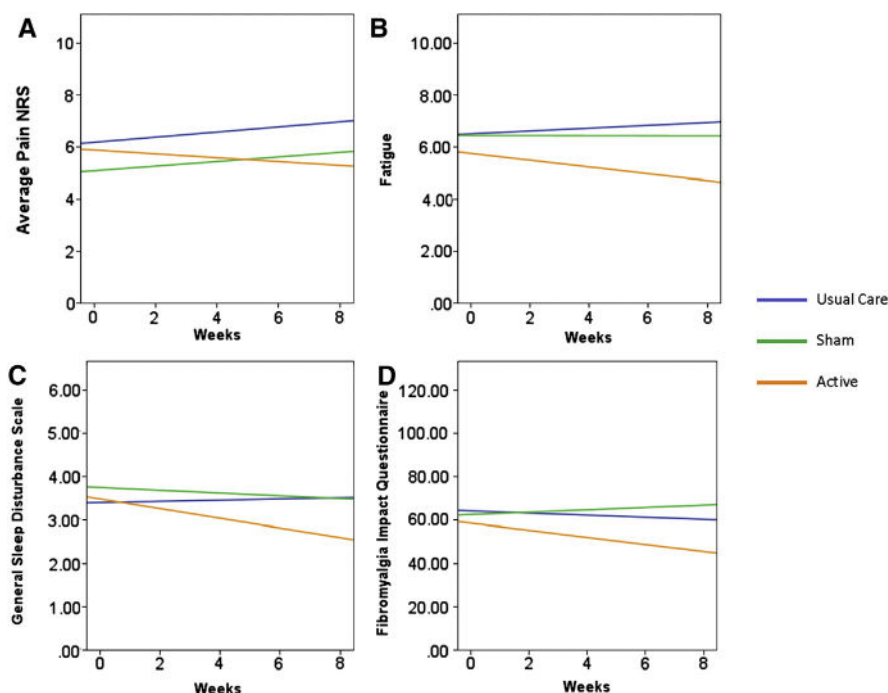 A
Average Pain NRS
10
8
6
4
2
0
0 2 4 6 8
Weeks
B
Fatigue
10.00
8.00
6.00
4.00
2.00
.00
0 2 4 6 8
Weeks
Usual Care
Sham
Active
C
General Sleep Disturbance Scale
6.00
5.00
4.00
3.00
2.00
1.00
.00
0 2 4 6 8
Weeks
D
Fibromyalgia Impact Questionnaire
120.00
100.00
80.00
60.00
40.00
20.00
.00
0 2 4 6 8
Weeks